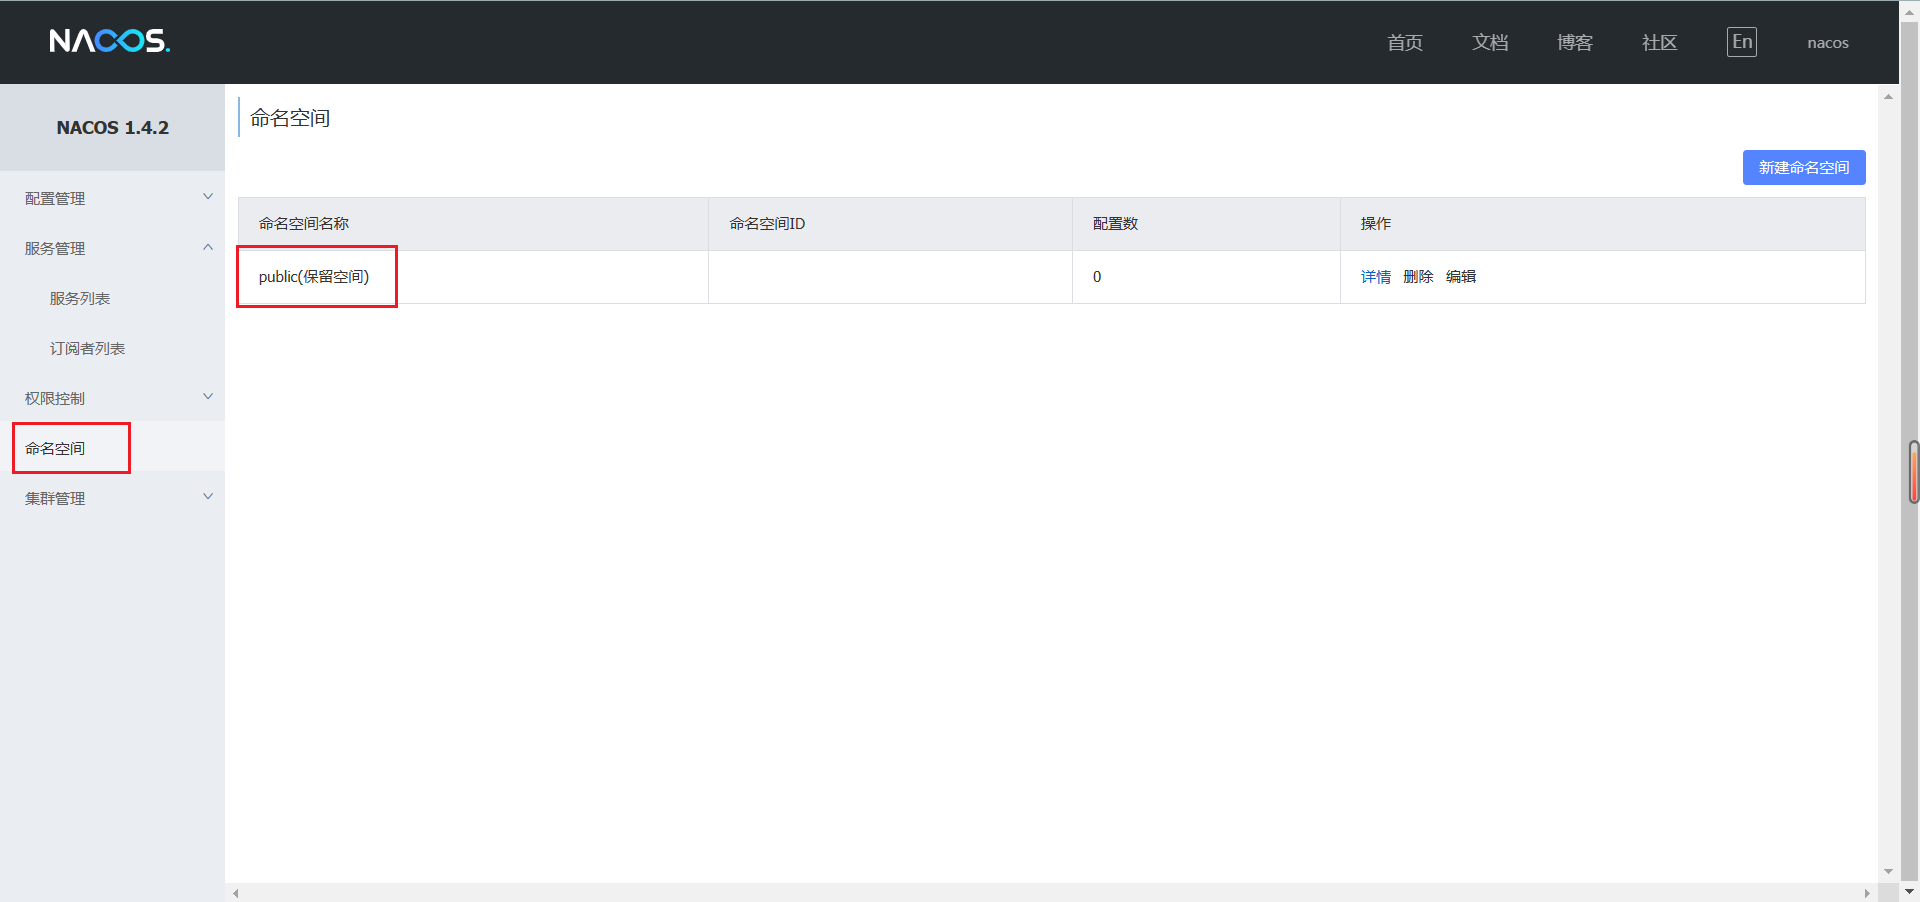 NACOS.
首页 文档 博客 社区 En nacos
NACOS 1.4.2
配置管理
服务管理
服务列表
订阅者列表
权限控制
命名空间
集群管理
命名空间
新建命名空间
命名空间名称 命名空间ID 配置数 操作
public(保留空间) 0 详情 删除 编辑